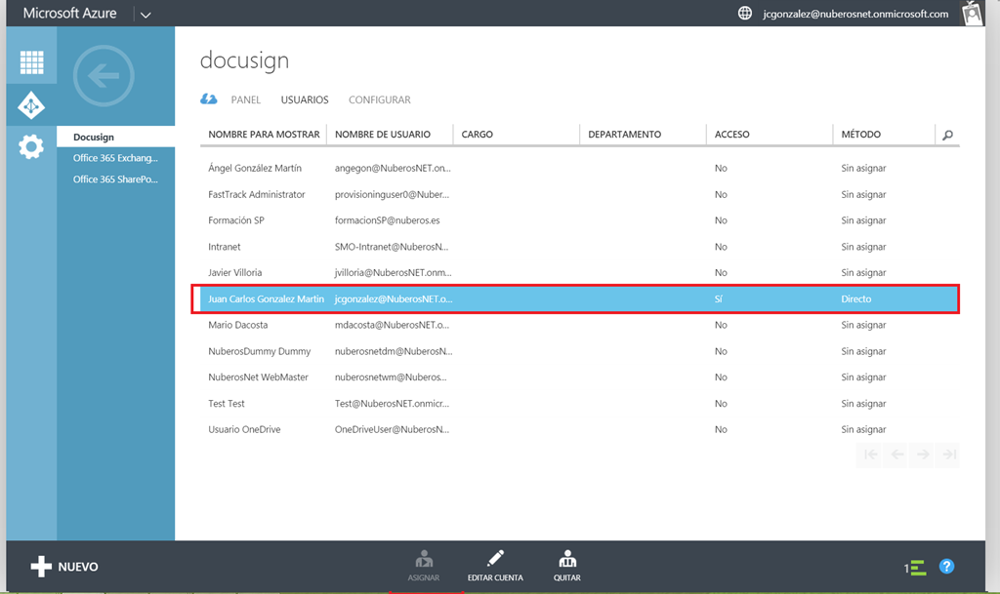 Microsoft Azure
jcgonzalez@nuberosnet.onmicrosoft.com
docusign
PANEL USUARIOS CONFIGURAR
Docusign
Office 365 Exchang...
Office 365 SharePo...
NOMBRE PARA MOSTRAR NOMBRE DE USUARIO CARGO DEPARTAMENTO ACCESO MÉTODO
Ángel González Martín angegon@NuberosNET.on... No Sin asignar
FastTrack Administrator provisioninguser0@Nuber... No Sin asignar
Formación SP formacionSP@nuberos.es No Sin asignar
Intranet SMO-Intranet@NuberosN... No Sin asignar
Javier Villoria jvilloria@NuberosNET.onm... No Sin asignar
Juan Carlos Gonzalez Martin jcgonzalez@NuberosNET.o... Sí Directo
Mario Dacosta mdacosta@NuberosNET.o... No Sin asignar
NuberosDummy Dummy nuberosnetdm@NuberosN... No Sin asignar
NuberosNet WebMaster nuberosnetwm@Nuberos... No Sin asignar
Test Test Test@NuberosNET.onmicr... No Sin asignar
Usuario OneDrive OneDriveUser@NuberosN... No Sin asignar
NUEVO
ASIGNAR EDITAR CUENTA QUITAR
1
?